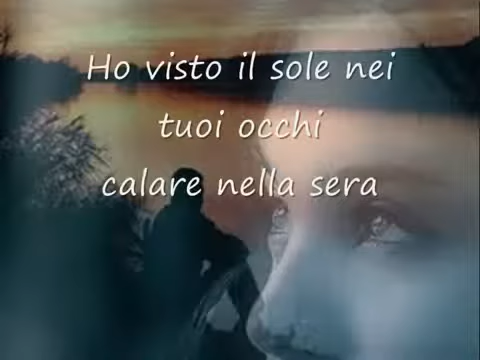 Ho visto il sole nei
tuoi occhi
calare nella sera